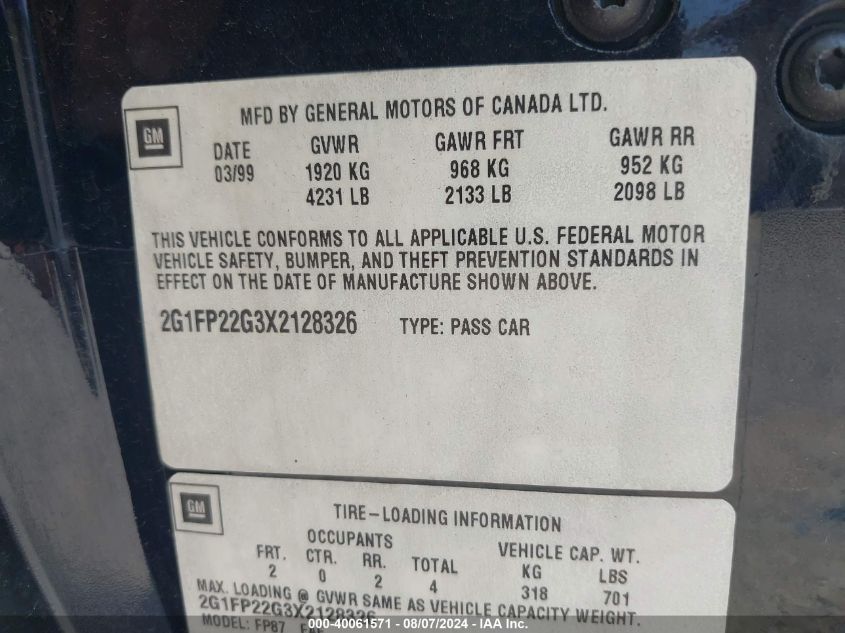 GM
MFD BY GENERAL MOTORS OF CANADA LTD.
DATE GVWR GAWR FRT GAWR RR
03/99 1920 KG 968 KG 952 KG
4231 LB 2133 LB 2098 LB
THIS VEHICLE CONFORMS TO ALL APPLICABLE U.S. FEDERAL MOTOR
VEHICLE SAFETY, BUMPER, AND THEFT PREVENTION STANDARDS IN
EFFECT ON THE DATE OF MANUFACTURE SHOWN ABOVE.
2G1FP22G3X2128326 TYPE: PASS CAR
GM
TIRE-LOADING INFORMATION
OCCUPANTS VEHICLE CAP. WT.
FRT. CTR. RR. TOTAL KG LBS
2 0 2 4 318 701
MAX. LOADING @ GVWR SAME AS VEHICLE CAPACITY WEIGHT.
2G1FP22G3X2128326
MODEL: FP87
000 - 40061571 - 08/07/2024 - IAA Inc.